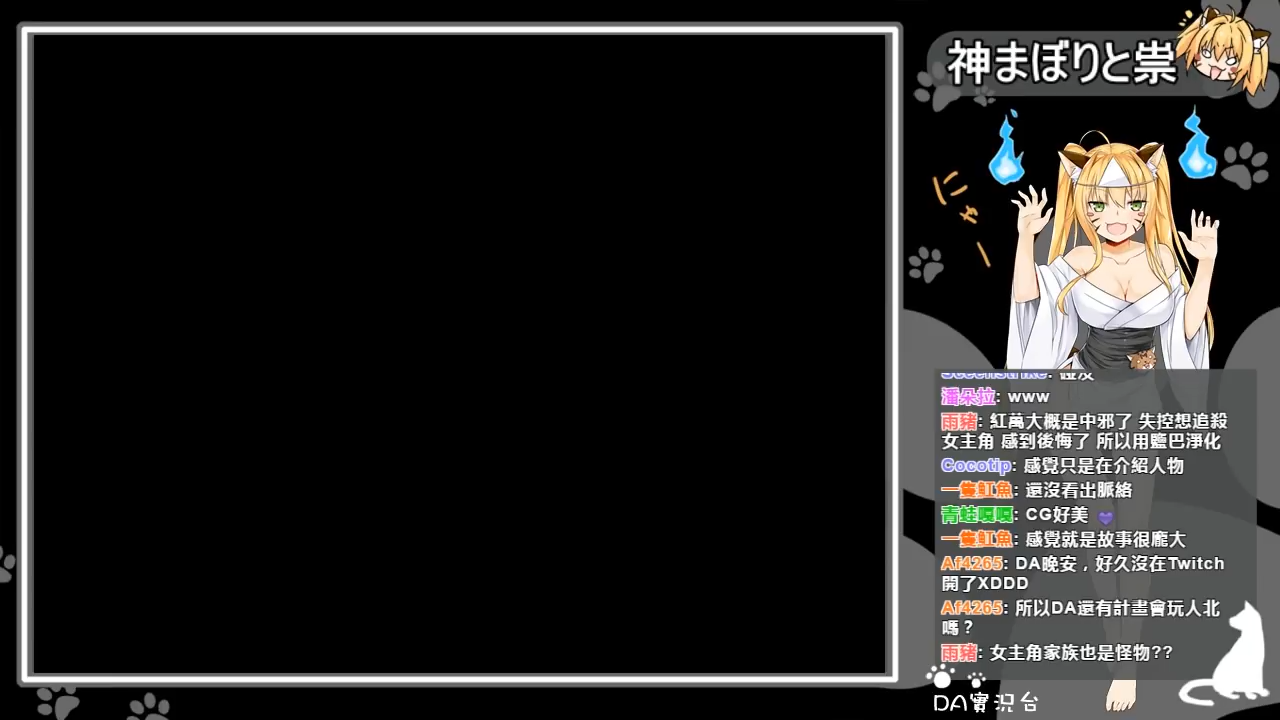 神まぼりと祟
にゃー
潘朵拉: www
雨豬: 紅萬大概是中邪了 失控想追殺
女主角 感到後悔了 所以用鹽巴淨化
Cocotip: 感覺只是在介紹人物
一隻魟魚: 還沒看出脈絡
青蛙嘎嘎: CG好美
一隻魟魚: 感覺就是故事很龐大
Af4265: DA晚安，好久沒在Twitch
開了XDDD
Af4265: 所以DA還有計畫會玩人北
嗎？
雨豬: 女主角家族也是怪物??
DA實況台